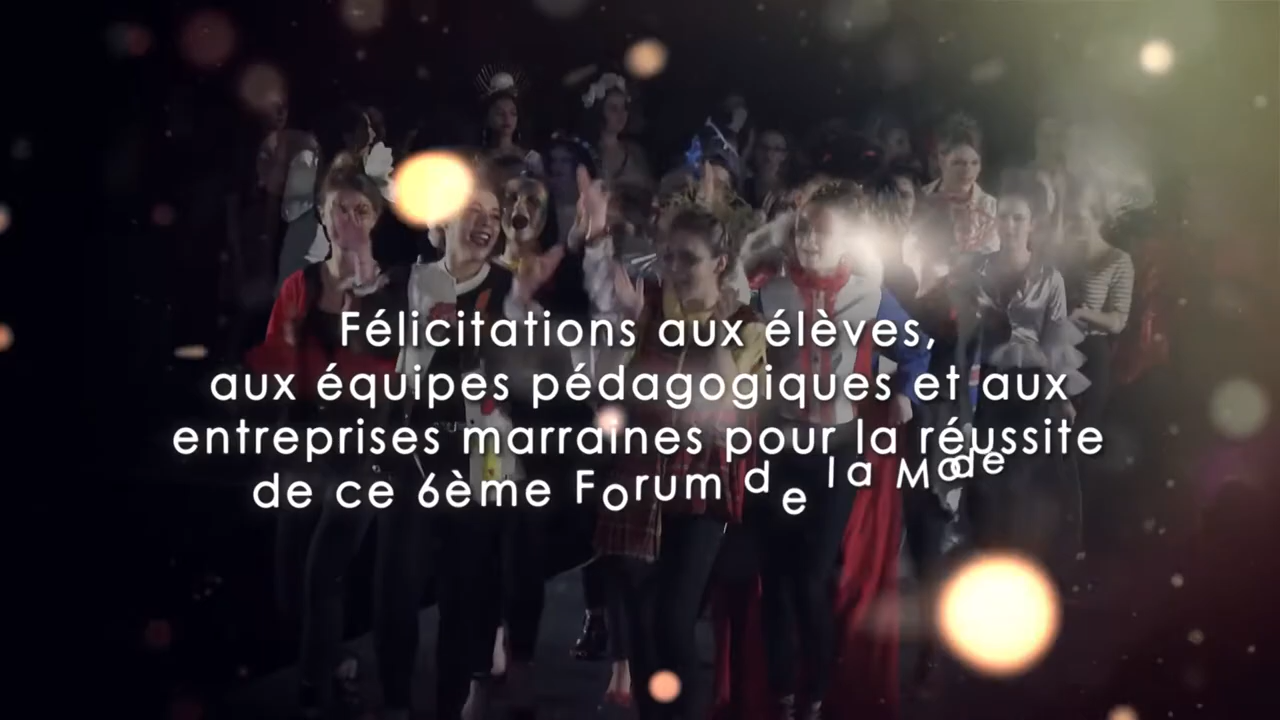 Félicitations aux élèves,
aux équipes pédagogiques et aux
entreprises marraines pour la réussite
de ce 6ème Forum de la Mode